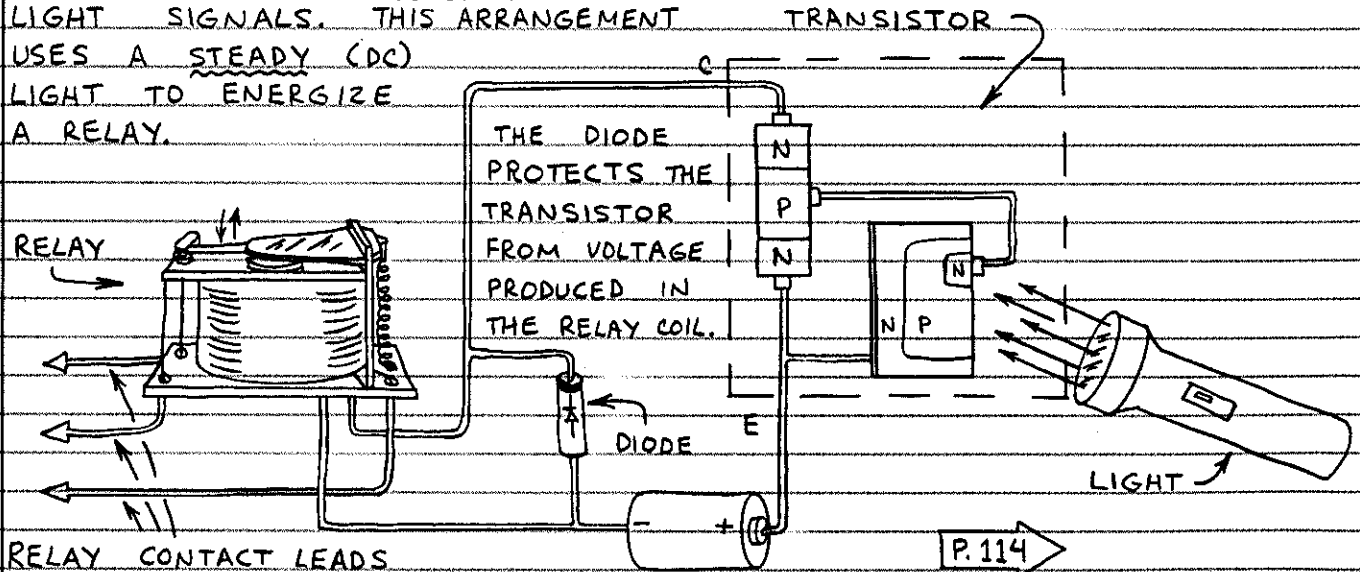 LIGHT SIGNALS. THIS ARRANGEMENT
USES A STEADY (DC)
LIGHT TO ENERGIZE
A RELAY.
TRANSISTOR
C
THE DIODE
PROTECTS THE
TRANSISTOR
FROM VOLTAGE
PRODUCED IN
THE RELAY COIL.
N
P
N
N
N P
RELAY
DIODE
E
LIGHT
- +
RELAY CONTACT LEADS
P. 114